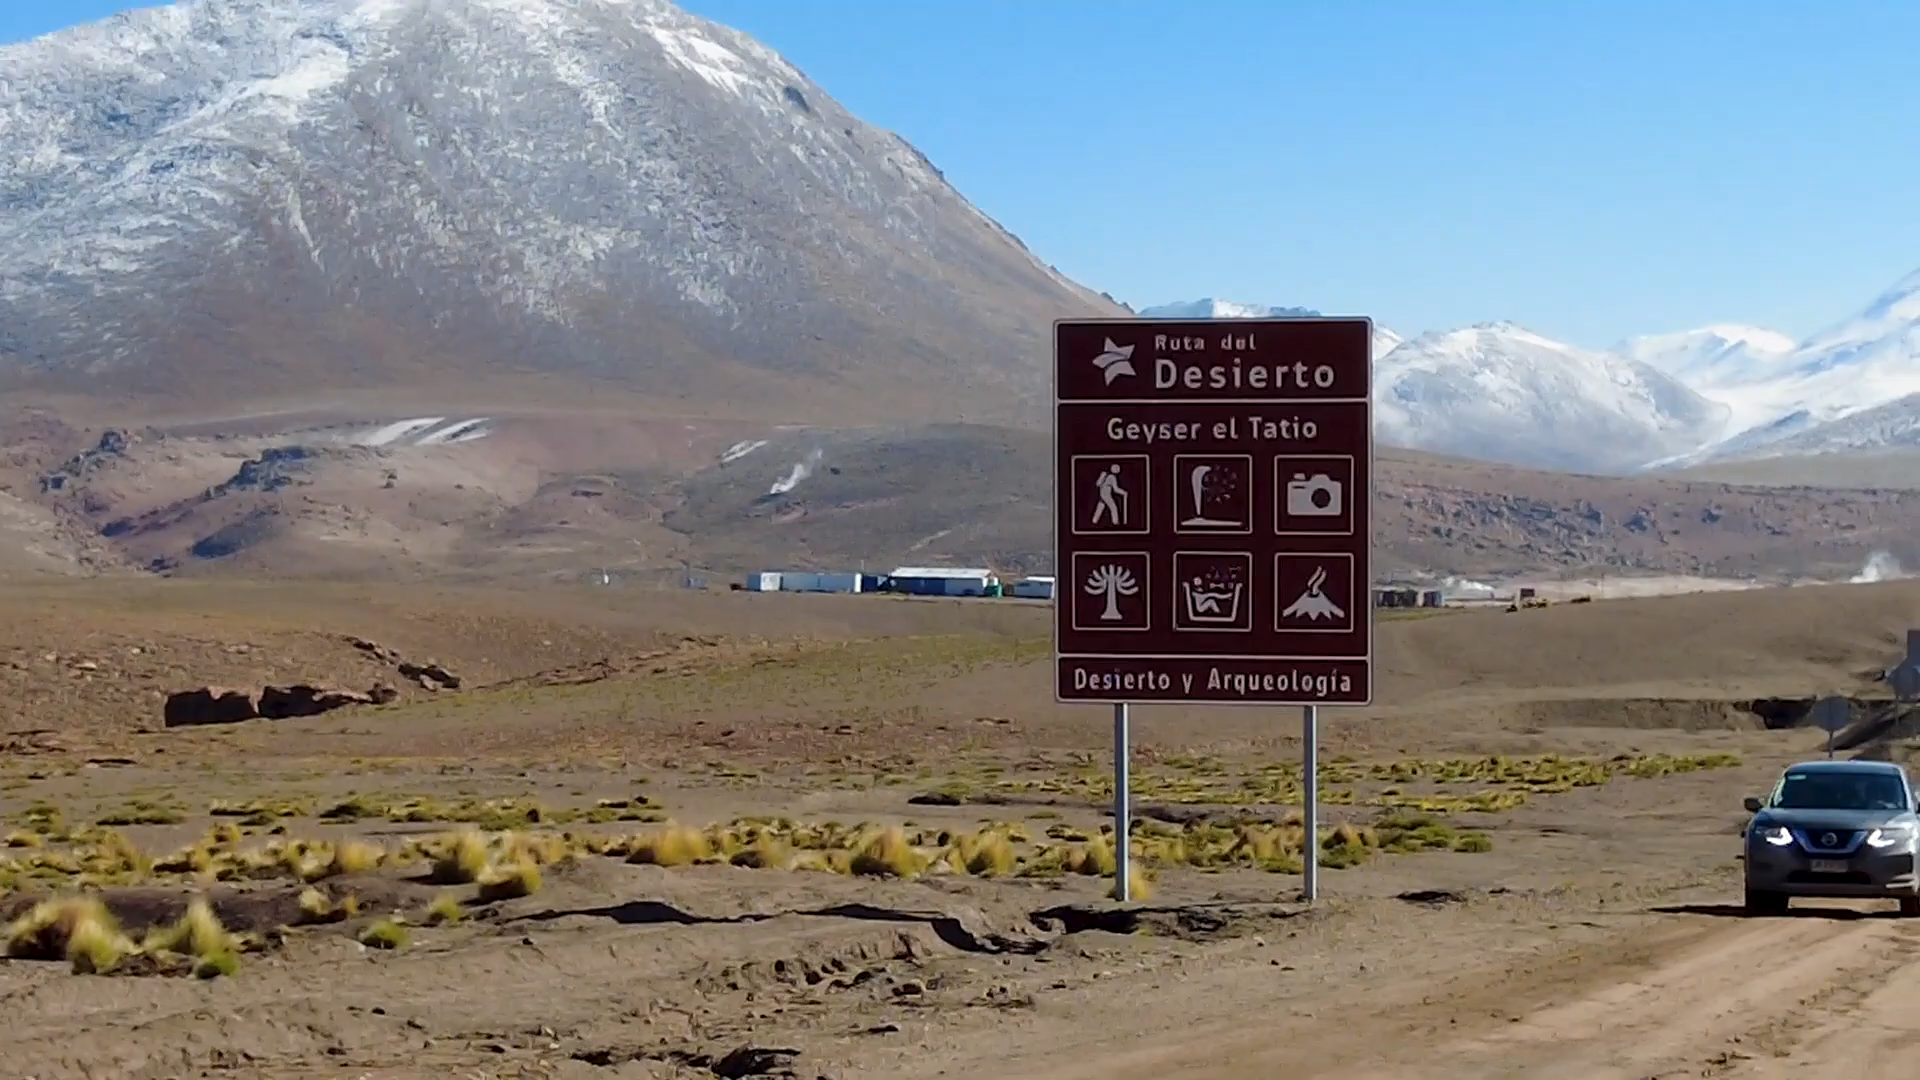 Ruta del
Desierto
Geyser el Tatio
Desierto y Arqueología